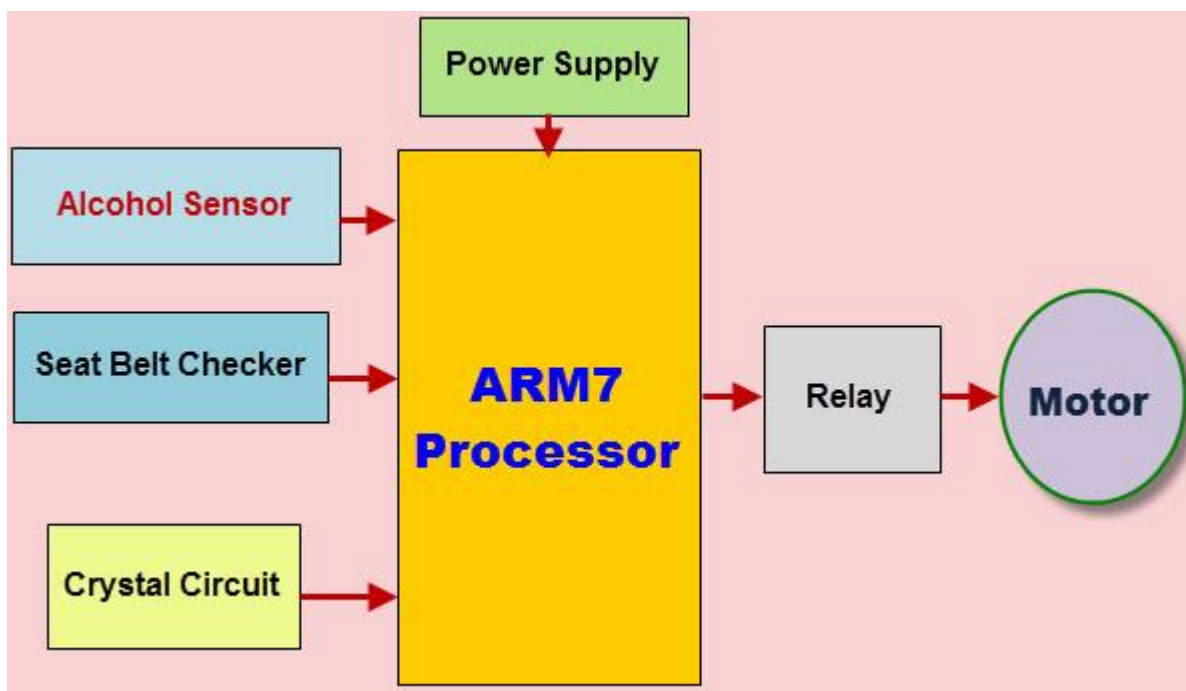 Power Supply
Alcohol Sensor
Seat Belt Checker
ARM7
Processor
Relay
Motor
Crystal Circuit